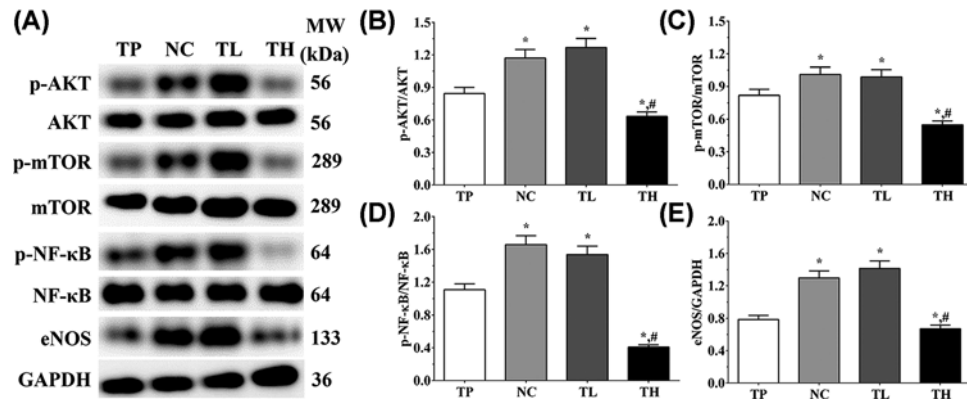 (A)
TP NC TL TH MW (kDa)
p-AKT 56
AKT 56
p-mTOR 289
mTOR 289
p-NF-κB 64
NF-κB 64
eNOS 133
GAPDH 36
(B)
p-AKT/AKT
1.5
1.2
0.9
0.6
0.3
0.0
* * *,#
TP NC TL TH
(C)
p-mTOR/mTOR
1.5
1.2
0.9
0.6
0.3
0.0
* * *,#
TP NC TL TH
(D)
p-NF-κB/NF-κB
2.0
1.6
1.2
0.8
0.4
0.0
* * *,#
TP NC TL TH
(E)
eNOS/GAPDH
2.0
1.6
1.2
0.8
0.4
0.0
* * *,#
TP NC TL TH